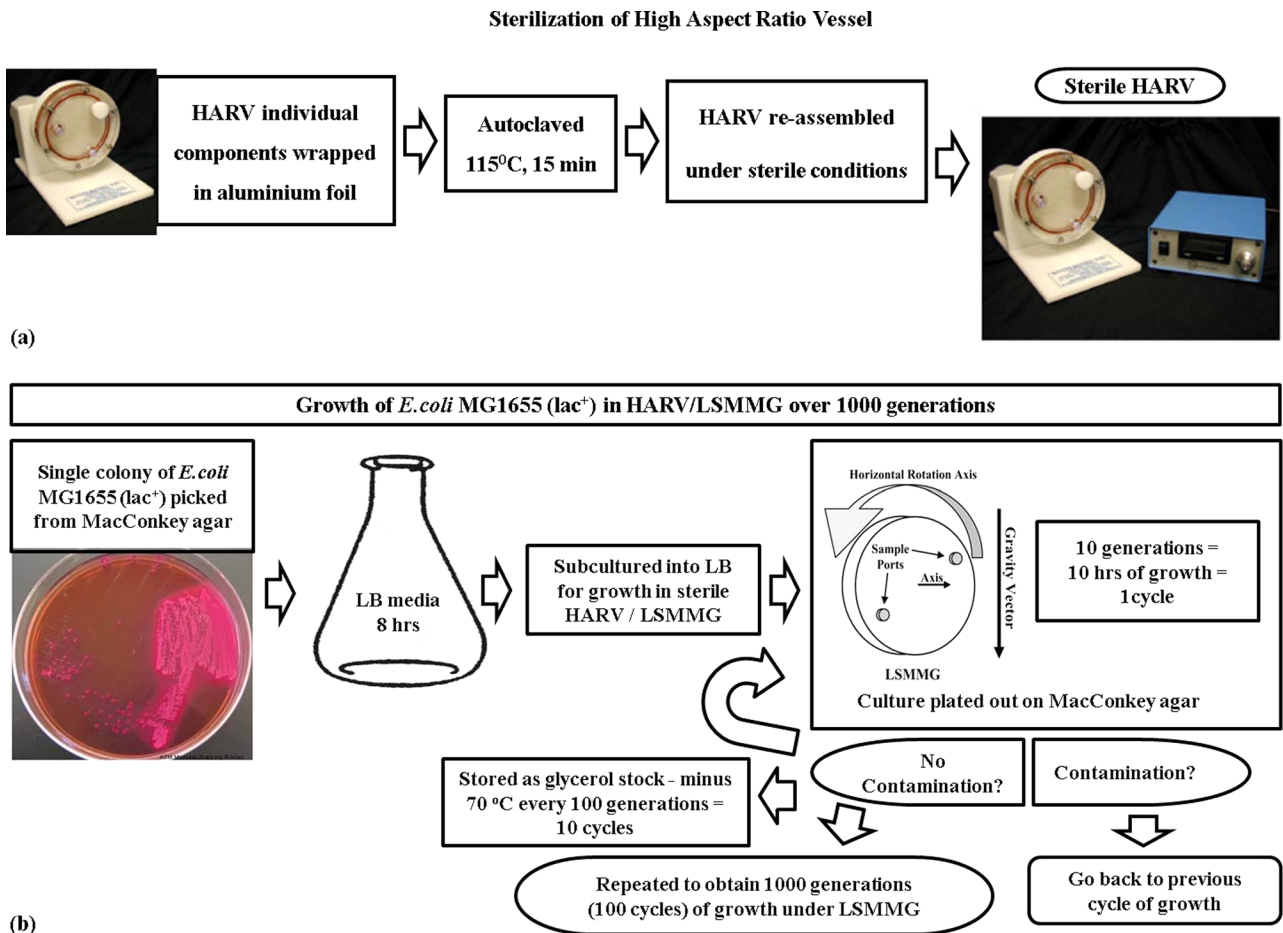 Sterilization of High Aspect Ratio Vessel
HARV individual
components wrapped
in aluminium foil
Autoclaved
115⁰C, 15 min
HARV re-assembled
under sterile conditions
Sterile HARV
(a)
Growth of E.coli MG1655 (lac⁺) in HARV/LSMMG over 1000 generations
Single colony of E.coli
MG1655 (lac⁺) picked
from MacConkey agar
LB media
8 hrs
Subcultured into LB
for growth in sterile
HARV / LSMMG
Horizontal Rotation Axis
Sample
Ports
Axis
Gravity Vector
LSMMG
10 generations =
10 hrs of growth =
1cycle
Culture plated out on MacConkey agar
No
Contamination?
Contamination?
Stored as glycerol stock - minus
70 ⁰C every 100 generations =
10 cycles
Repeated to obtain 1000 generations
(100 cycles) of growth under LSMMG
Go back to previous
cycle of growth
(b)